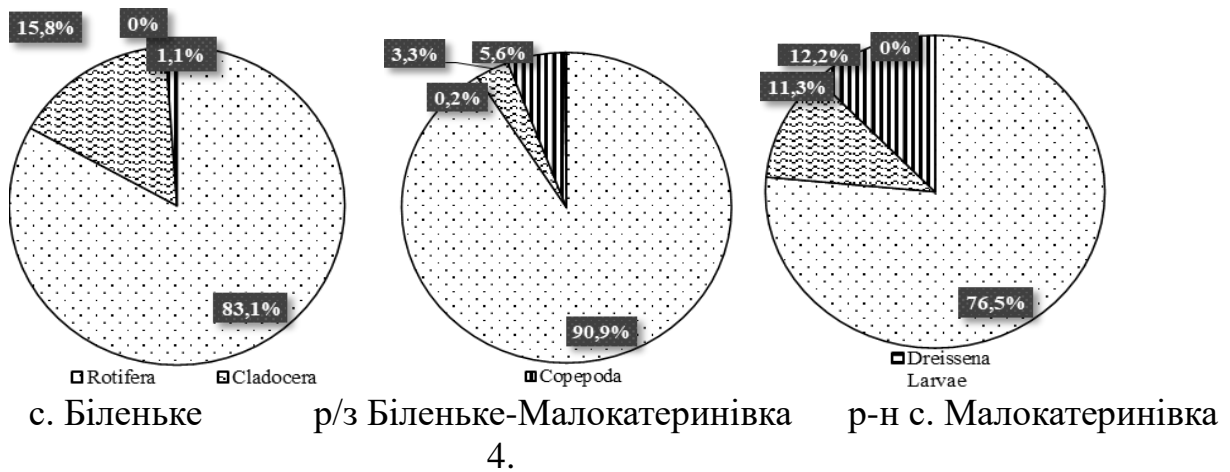 15,8%
0%
1,1%
83,1%
3,3%
5,6%
0,2%
90,9%
12,2%
0%
11,3%
76,5%
Rotifera
Cladocera
Copepoda
Dreissena
Larvae
с. Біленьке
р/з Біленьке-Малокатеринівка
р-н с. Малокатеринівка
4.